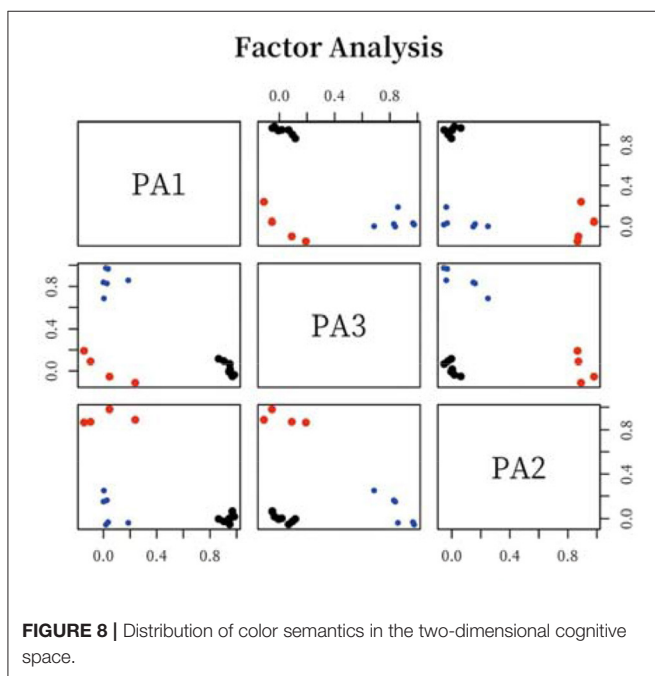 Factor Analysis
0.0 0.4 0.8
PA1
0.0 0.4 0.8
0.0 0.4 0.8
PA3
PA2
0.0 0.4 0.8
0.0 0.4 0.8
0.0 0.4 0.8
FIGURE 8 | Distribution of color semantics in the two-dimensional cognitive
space.